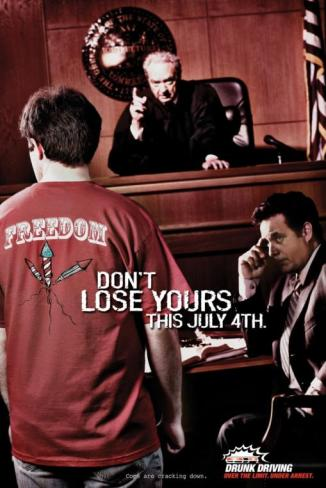 FREEDOM
DON'T
LOSE YOURS
THIS JULY 4TH.
Cops are cracking down.
DRUNK DRIVING
OVER THE LIMIT. UNDER ARREST.